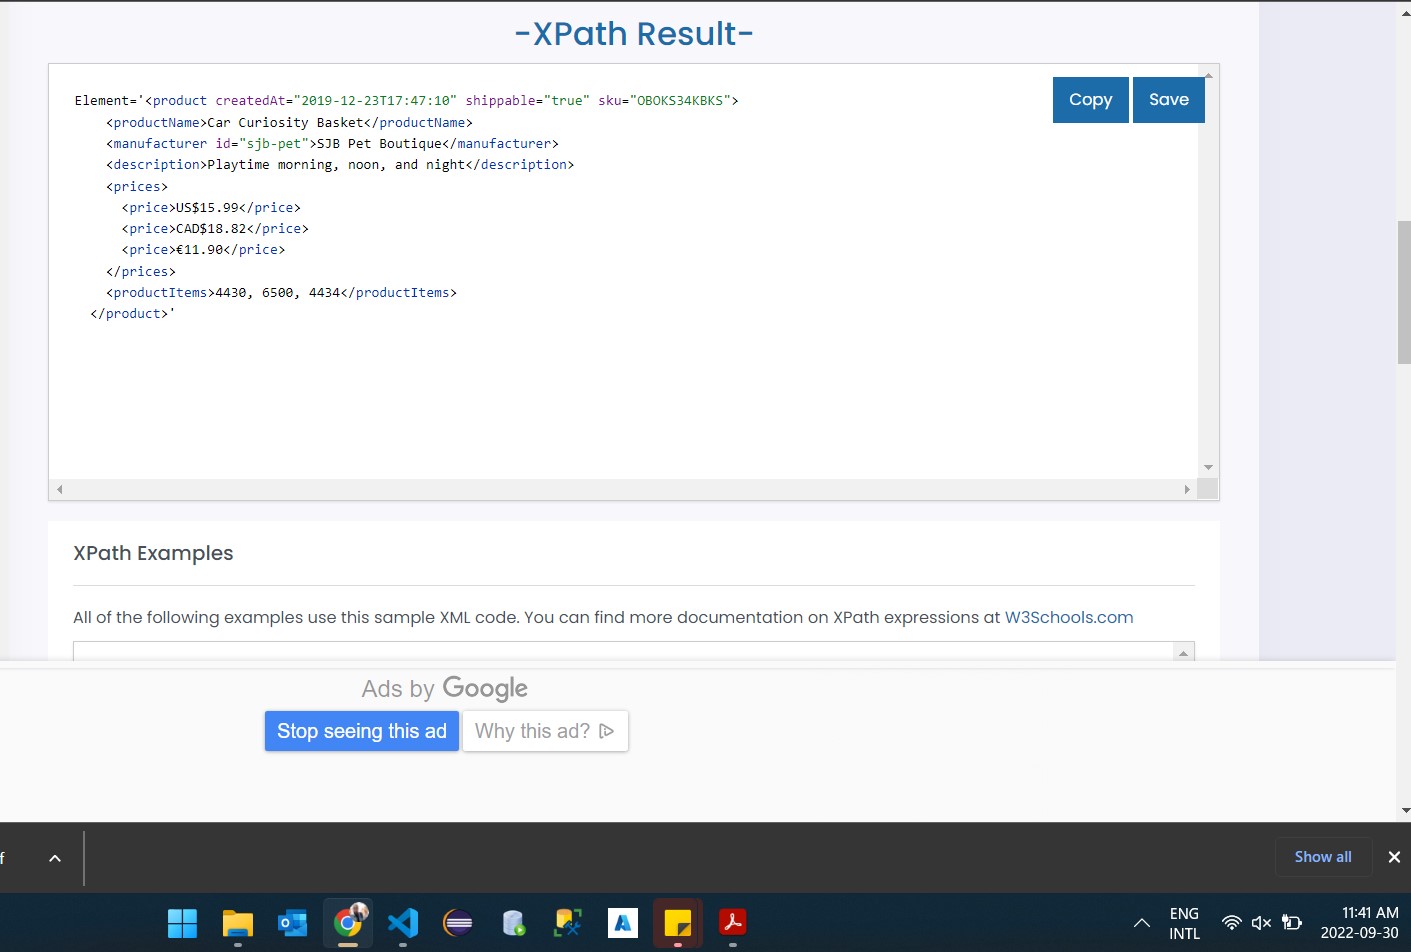 -XPath Result-
Copy
Save
Element='<product createdAt="2019-12-23T17:47:10" shippable="true" sku="OBOKS34KBKS">
<productName>Car Curiosity Basket</productName>
<manufacturer id="sjb-pet">SJB Pet Boutique</manufacturer>
<description>Playtime morning, noon, and night</description>
<prices>
<price>US$15.99</price>
<price>CAD$18.82</price>
<price>€11.90</price>
</prices>
<productItems>4430, 6500, 4434</productItems>
</product>'
XPath Examples
All of the following examples use this sample XML code. You can find more documentation on XPath expressions at W3Schools.com
Ads by Google
Stop seeing this ad
Why this ad?
f
Show all
ENG
INTL
11:41 AM
2022-09-30